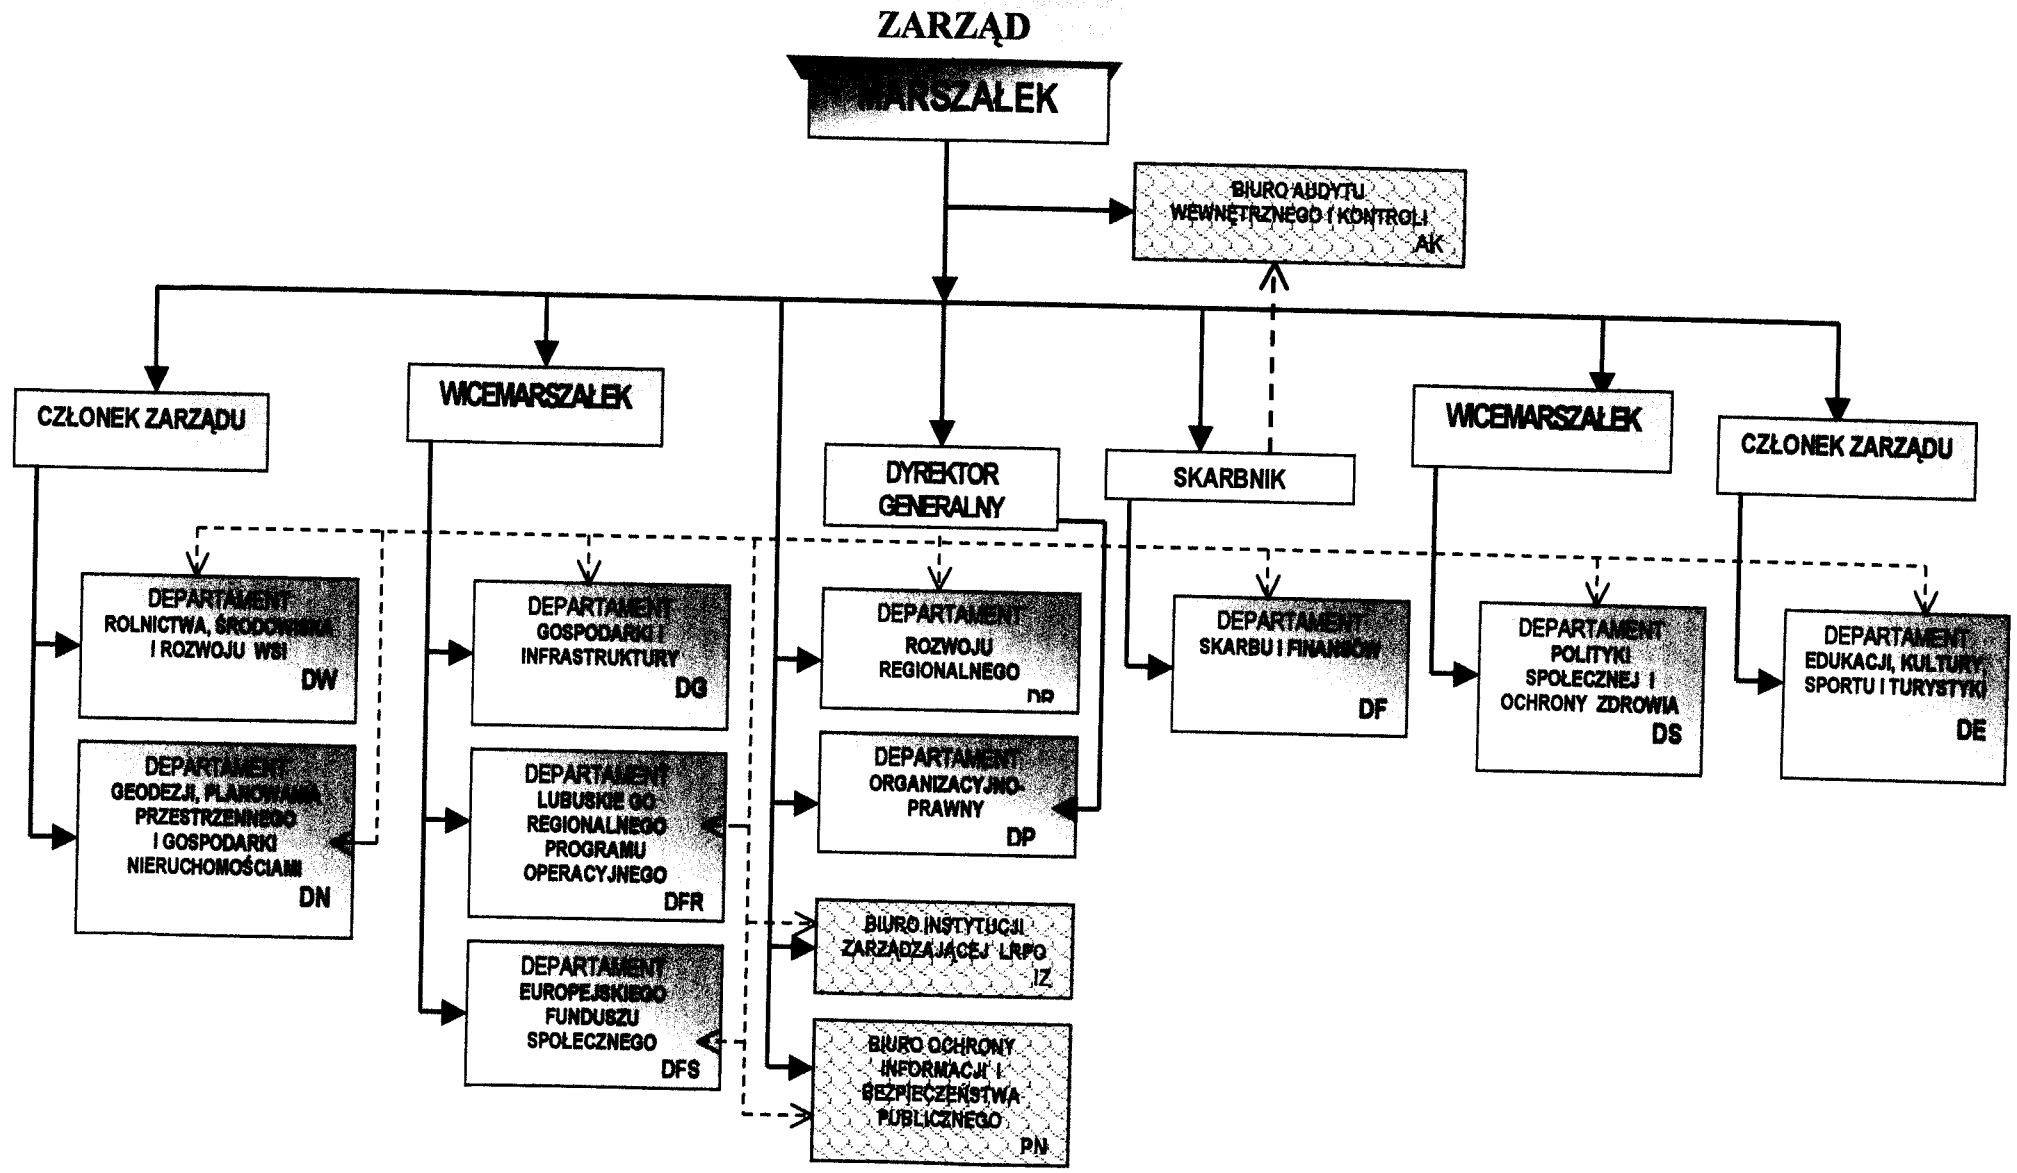 ZARZĄD
MARSZAŁEK
BIURO AUDYTU
WEWNĘTRZNEGO I KONTROLI
AK
CZŁONEK ZARZĄDU
WICEMARSZAŁEK
DYREKTOR
GENERALNY
SKARBNIK
WICEMARSZAŁEK
CZŁONEK ZARZĄDU
DEPARTAMENT
ROLNICTWA, ŚRODOWISKA
I ROZWOJU WSI
DW
DEPARTAMENT
GEODEZJI, PLANOWANIA
PRZESTRZENNEGO
I GOSPODARKI
NIERUCHOMOŚCIAMI
DN
DEPARTAMENT
GOSPODARKI I
INFRASTRUKTURY
DG
DEPARTAMENT
LUBUSKIE GO
REGIONALNEGO
PROGRAMU
OPERACYJNEGO
DFR
DEPARTAMENT
EUROPEJSKIEGO
FUNDUSZU
SPOŁECZNEGO
DFS
DEPARTAMENT
ROZWOJU
REGIONALNEGO
DEPARTAMENT
ORGANIZACYJNO-
PRAWNY
DP
BIURO INSTYTUCJI
ZARZĄDZAJĄCEJ LRPO
IZ
BIURO OCHRONY
INFORMACJI I
BEZPIECZEŃSTWA
PUBLICZNEGO
PN
DEPARTAMENT
SKARBU I FINANSÓW
DF
DEPARTAMENT
POLITYKI
SPOŁECZNEJ I
OCHRONY ZDROWIA
DS
DEPARTAMENT
EDUKACJI, KULTURY,
SPORTU I TURYSTYKI
DE